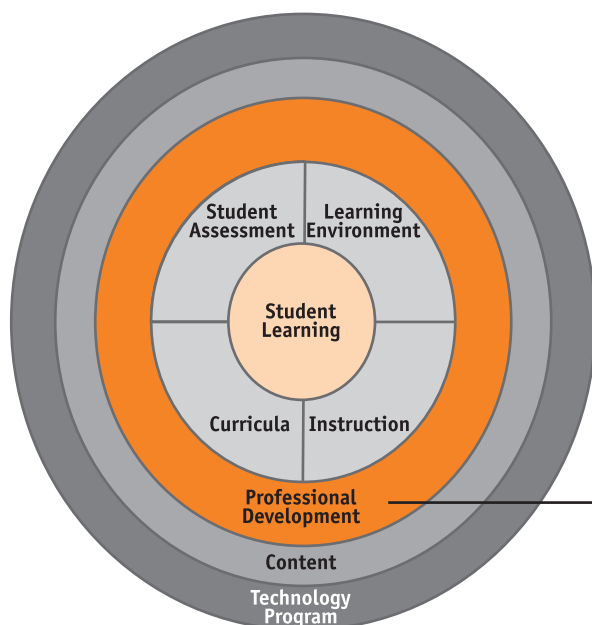 Student
Assessment
Learning
Environment
Student
Learning
Curricula
Instruction
Professional
Development
Content
Technology
Program